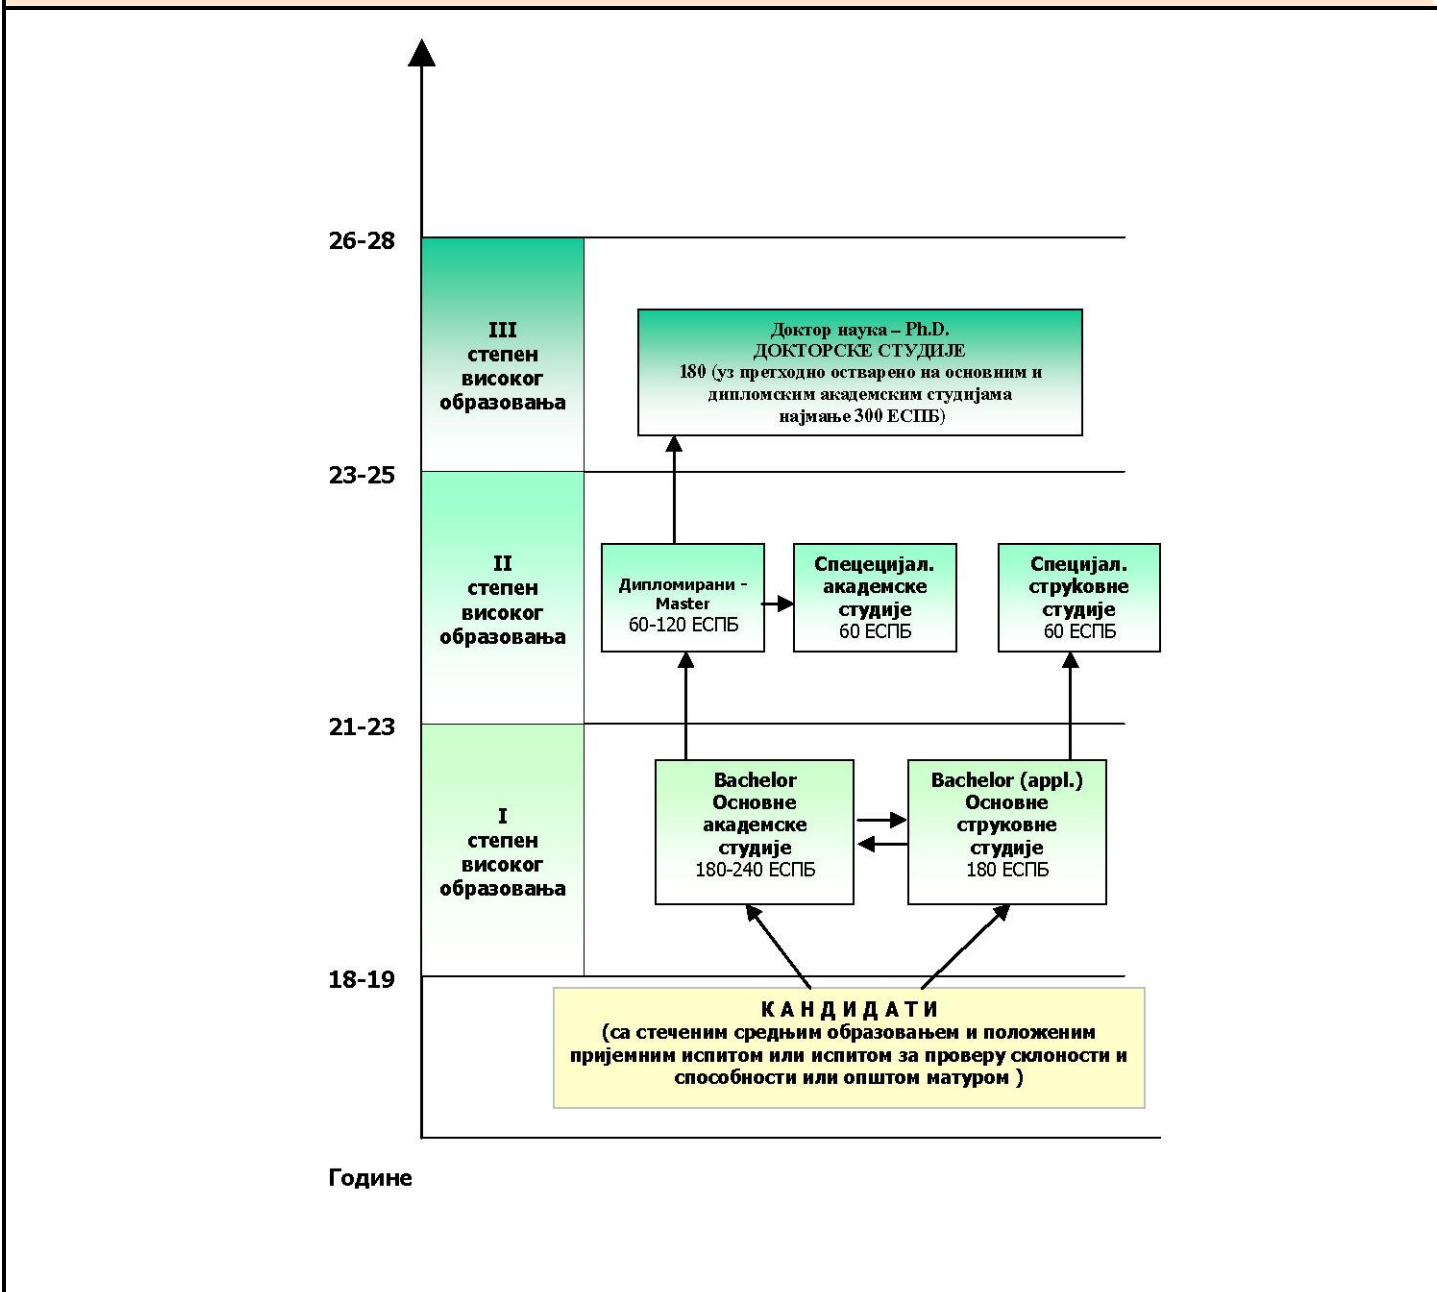 26-28
III
степен
високог
образовања
Доктор наука – Ph.D.
ДОКТОРСКЕ СТУДИЈЕ
180 (уз претходно остварено на основним и
дипломским академским студијама
најмање 300 ЕСПБ)
23-25
II
степен
високог
образовања
Дипломирани -
Master
60-120 ЕСПБ
Спецецијал.
академске
студије
60 ЕСПБ
Специјал.
струковне
студије
60 ЕСПБ
21-23
I
степен
високог
образовања
Bachelor
Основне
академске
студије
180-240 ЕСПБ
Bachelor (appl.)
Основне
струковне
студије
180 ЕСПБ
18-19
К А Н Д И Д А Т И
(са стеченим средњим образовањем и положеним
пријемним испитом или испитом за проверу склоности и
способности или општом матуром )
Године